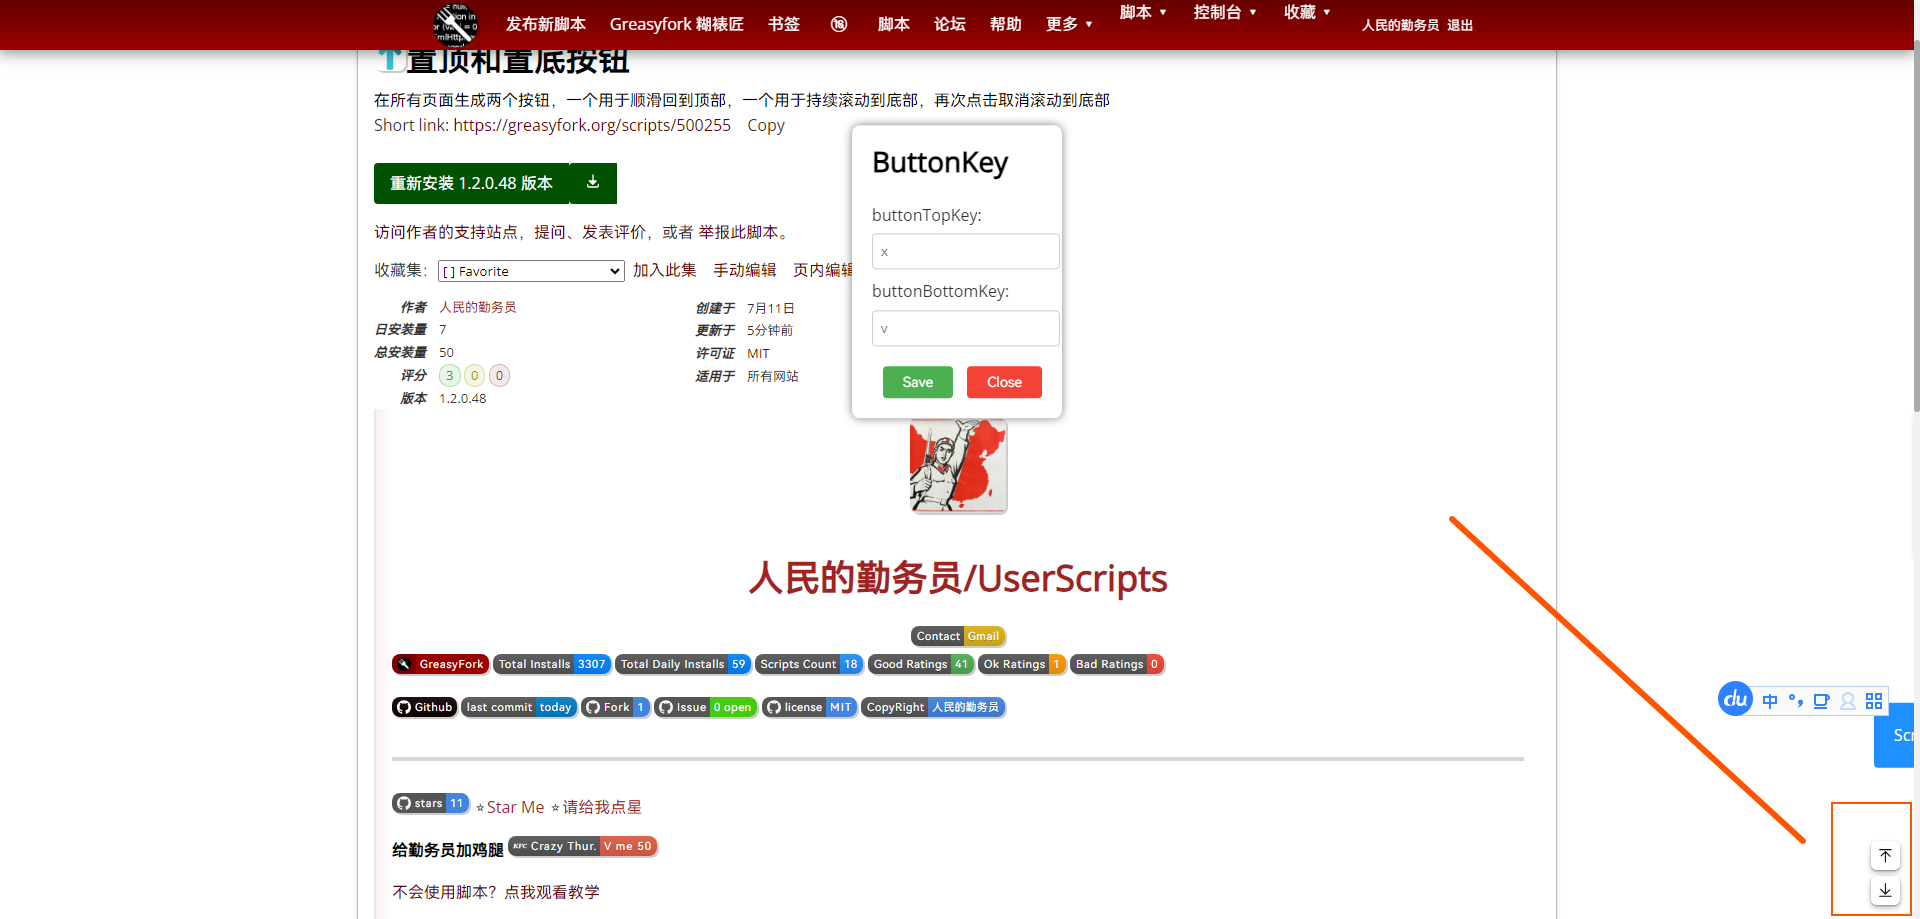 发布新脚本 Greasyfork 糊裱匠 书签 🔞 脚本 论坛 帮助 更多 ▼ 脚本 ▼ 控制台 ▼ 收藏 ▼ 人民的勤务员 退出
置顶和置底按钮
在所有页面生成两个按钮，一个用于顺滑回到顶部，一个用于持续滚动到底部，再次点击取消滚动到底部
Short link: https://greasyfork.org/scripts/500255 Copy
重新安装 1.2.0.48 版本
访问作者的支持站点，提问、发表评价，或者 举报此脚本。
收藏集： [ ] Favorite 加入此集 手动编辑 页内编辑
作者 人民的勤务员
日安装量 7
总安装量 50
评分 3 0 0
版本 1.2.0.48
创建于 7月11日
更新于 5分钟前
许可证 MIT
适用于 所有网站
ButtonKey
buttonTopKey:
x
buttonBottomKey:
v
Save Close
人民的勤务员/UserScripts
Contact Gmail
GreasyFork Total Installs 3307 Total Daily Installs 59 Scripts Count 18 Good Ratings 41 Ok Ratings 1 Bad Ratings 0
Github last commit today Fork 1 Issue 0 open license MIT CopyRight 人民的勤务员
stars 11 ⭐Star Me ⭐请给我点星
给勤务员加鸡腿 KFC Crazy Thur. V me 50
不会使用脚本？点我观看教学
du 中 °,
Scr